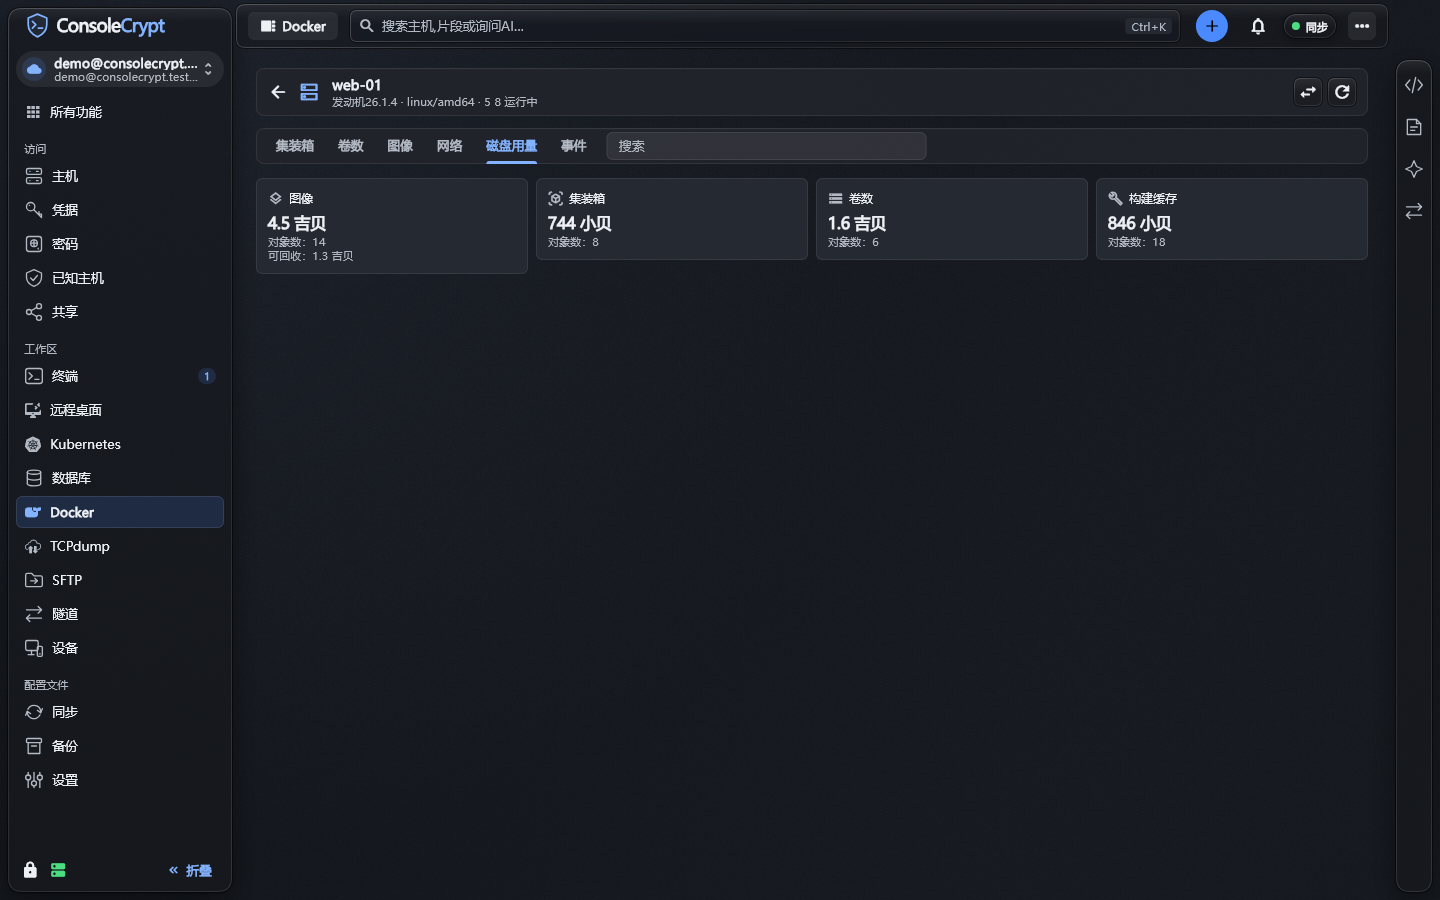 ConsoleCrypt
demo@consolecrypt....
demo@consolecrypt.test...
所有功能
访问
主机
凭据
密码
已知主机
共享
工作区
终端 1
远程桌面
Kubernetes
数据库
Docker
TCPdump
SFTP
隧道
设备
配置文件
同步
备份
设置
« 折叠
Docker
搜索主机,片段或询问AI... Ctrl+K
同步
web-01
发动机26.1.4 · linux/amd64 · 5 8 运行中
集装箱 卷数 图像 网络 磁盘用量 事件 搜索
图像
4.5 吉贝
对象数：14
可回收：1.3 吉贝
集装箱
744 小贝
对象数：8
卷数
1.6 吉贝
对象数：6
构建缓存
846 小贝
对象数：18